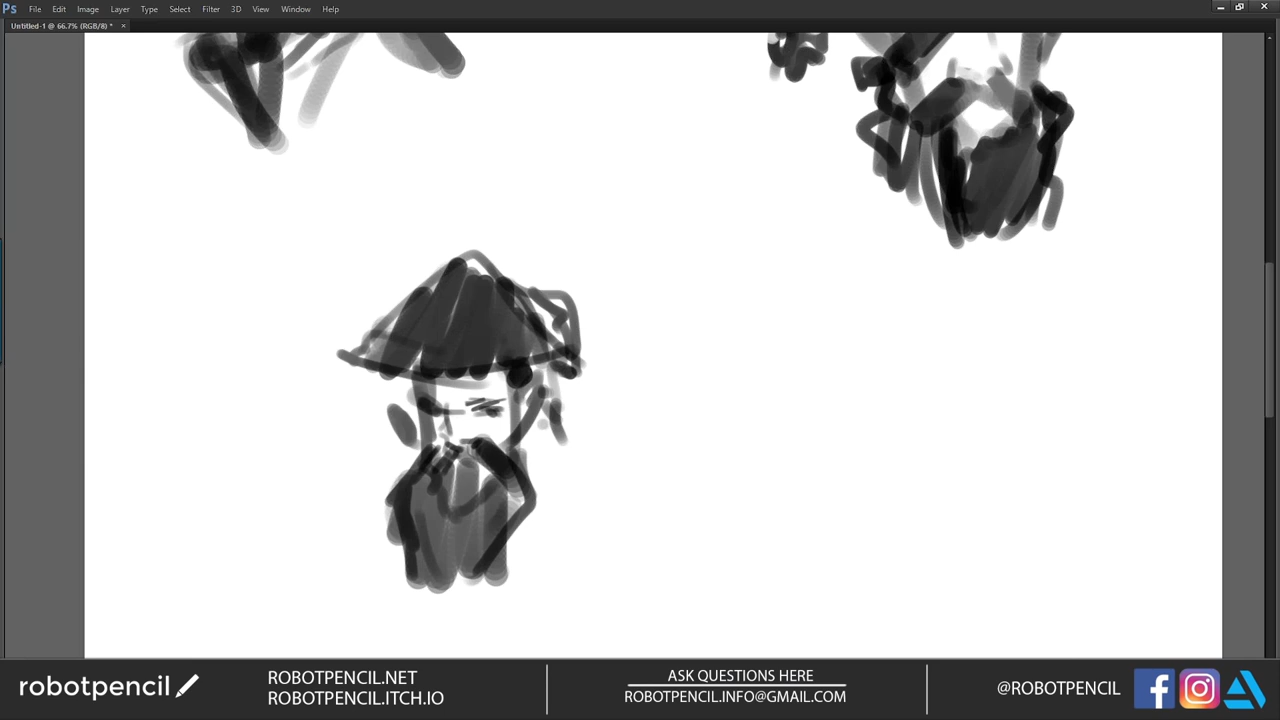 Ps File Edit Image Layer Type Select Filter 3D View Window Help
Untitled-1 @ 66.7% (RGB/8) * ×
robotpencil
ROBOTPENCIL.NET
ROBOTPENCIL.ITCH.IO
ASK QUESTIONS HERE
ROBOTPENCIL.INFO@GMAIL.COM
@ROBOTPENCIL